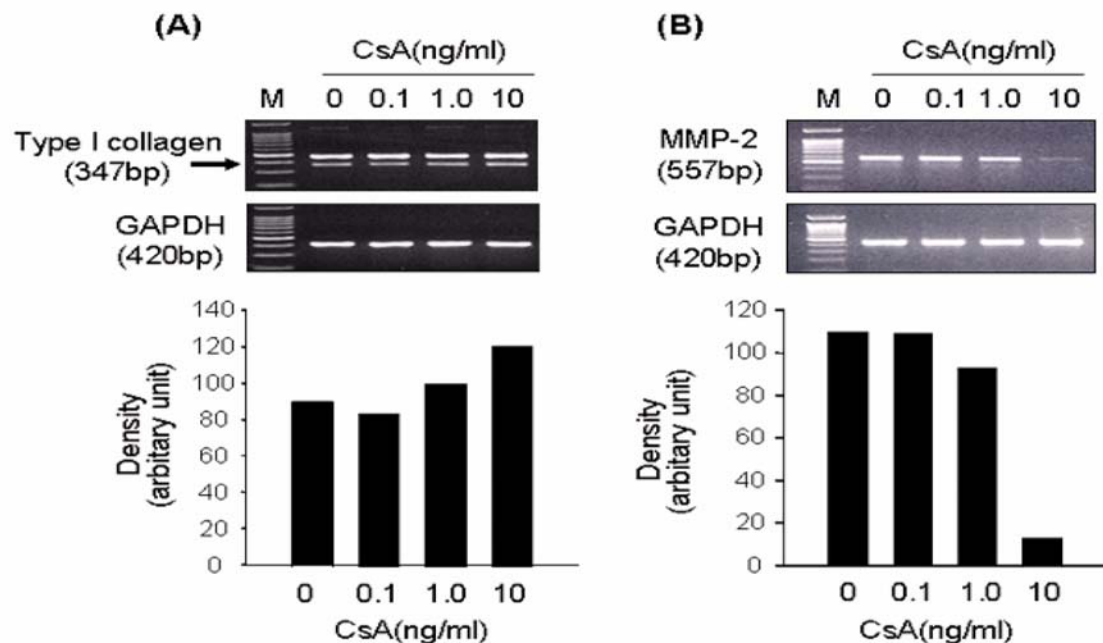 (A)
CsA(ng/ml)
M 0 0.1 1.0 10
Type I collagen
(347bp)
GAPDH
(420bp)
140
120
100
80
60
40
20
0
Density
(arbitary unit)
0 0.1 1.0 10
CsA(ng/ml)
(B)
CsA(ng/ml)
M 0 0.1 1.0 10
MMP-2
(557bp)
GAPDH
(420bp)
120
100
80
60
40
20
0
Density
(arbitary unit)
0 0.1 1.0 10
CsA(ng/ml)